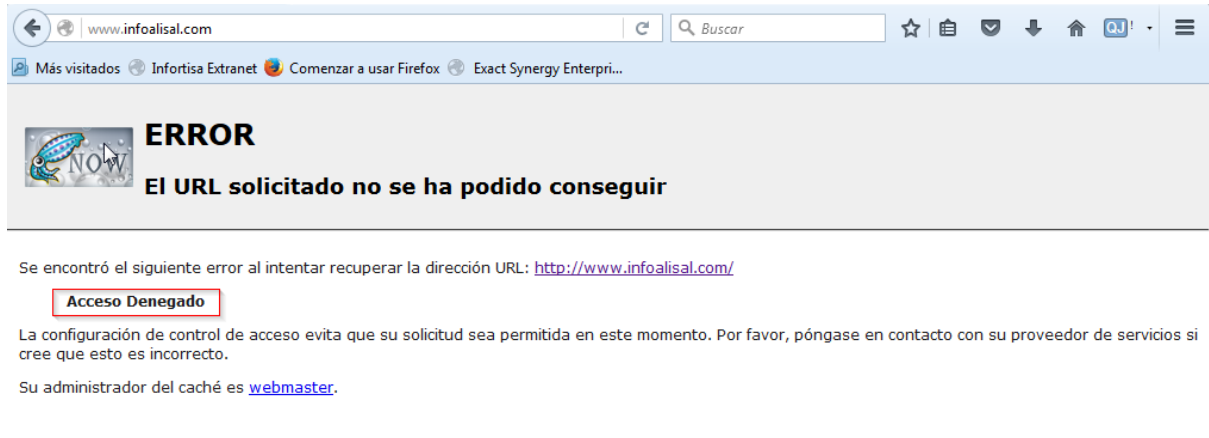 www.infoalisal.com
Buscar
QJ!
Más visitados Infortisa Extranet Comenzar a usar Firefox Exact Synergy Enterpri...
NOW
ERROR
El URL solicitado no se ha podido conseguir
Se encontró el siguiente error al intentar recuperar la dirección URL: http://www.infoalisal.com/
Acceso Denegado
La configuración de control de acceso evita que su solicitud sea permitida en este momento. Por favor, póngase en contacto con su proveedor de servicios si
cree que esto es incorrecto.
Su administrador del caché es webmaster.